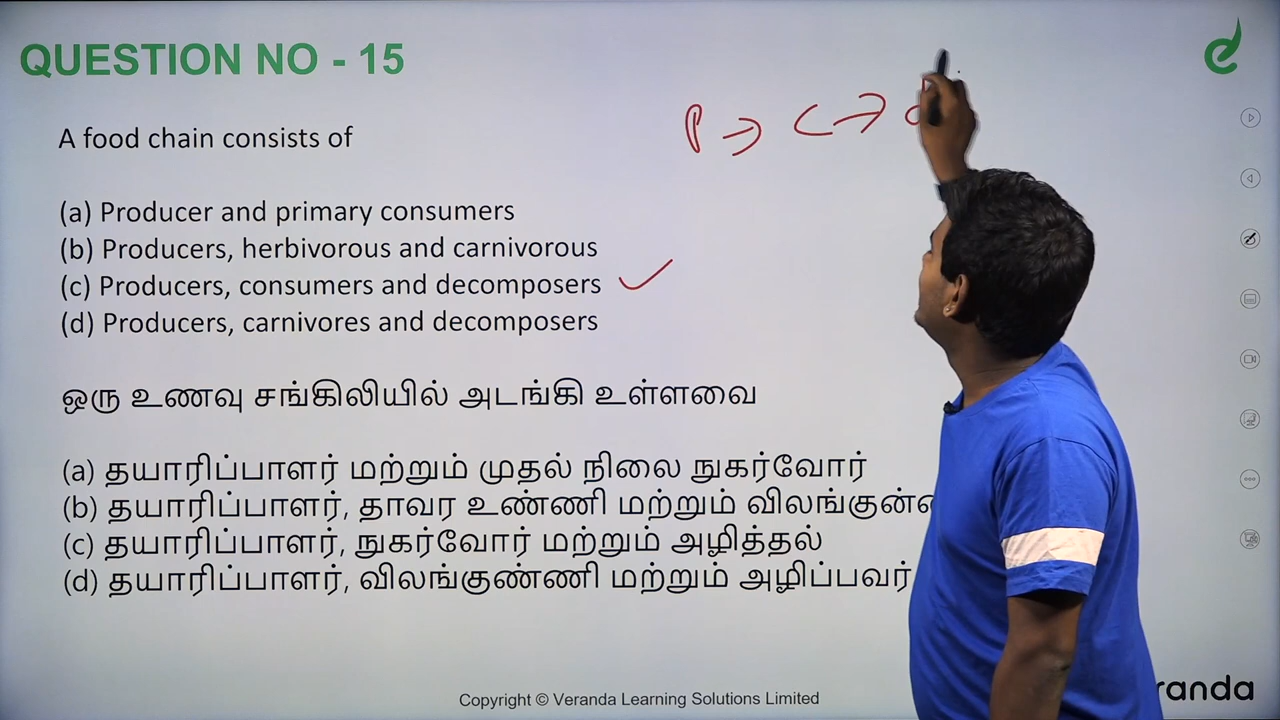 QUESTION NO - 15
P → C → d
A food chain consists of
(a) Producer and primary consumers
(b) Producers, herbivorous and carnivorous
(c) Producers, consumers and decomposers
(d) Producers, carnivores and decomposers
ஒரு உணவு சங்கிலியில் அடங்கி உள்ளவை
(a) தயாரிப்பாளர் மற்றும் முதல் நிலை நுகர்வோர்
(b) தயாரிப்பாளர், தாவர உண்ணி மற்றும்
(c) தயாரிப்பாளர், நுகர்வோர் மற்றும் அழித்தல்
(d) தயாரிப்பாளர், விலங்குண்ணி மற்றும் அழிப்பவர்
Copyright © Veranda Learning Solutions Limited